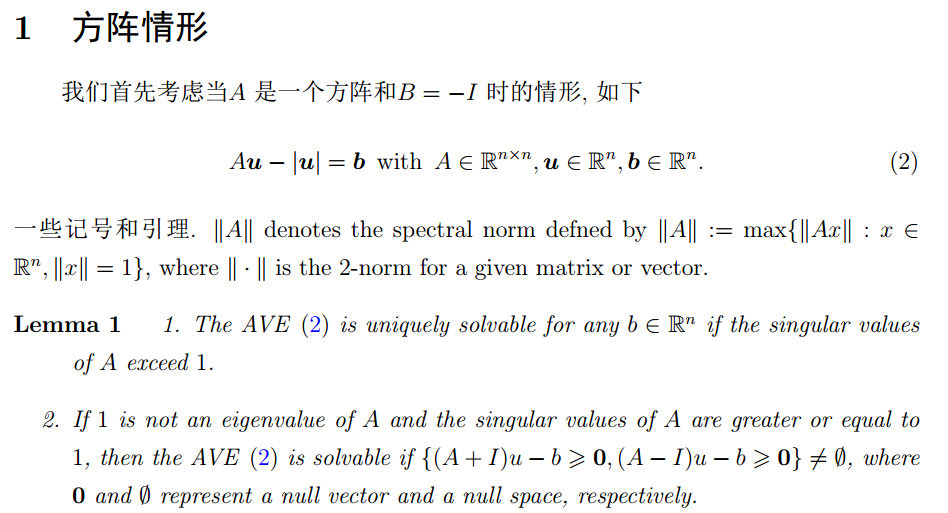 1 方阵情形
我们首先考虑当A 是一个方阵和B = −I 时的情形, 如下
Au − |u| = b with A ∈ ℝⁿˣⁿ, u ∈ ℝⁿ, b ∈ ℝⁿ. (2)
一些记号和引理. ‖A‖ denotes the spectral norm defned by ‖A‖ := max{‖Ax‖ : x ∈
ℝⁿ, ‖x‖ = 1}, where ‖ · ‖ is the 2-norm for a given matrix or vector.
Lemma 1 1. The AVE (2) is uniquely solvable for any b ∈ ℝⁿ if the singular values
of A exceed 1.
2. If 1 is not an eigenvalue of A and the singular values of A are greater or equal to
1, then the AVE (2) is solvable if {(A + I)u − b ⩾ 0, (A − I)u − b ⩾ 0} ≠ ∅, where
0 and ∅ represent a null vector and a null space, respectively.